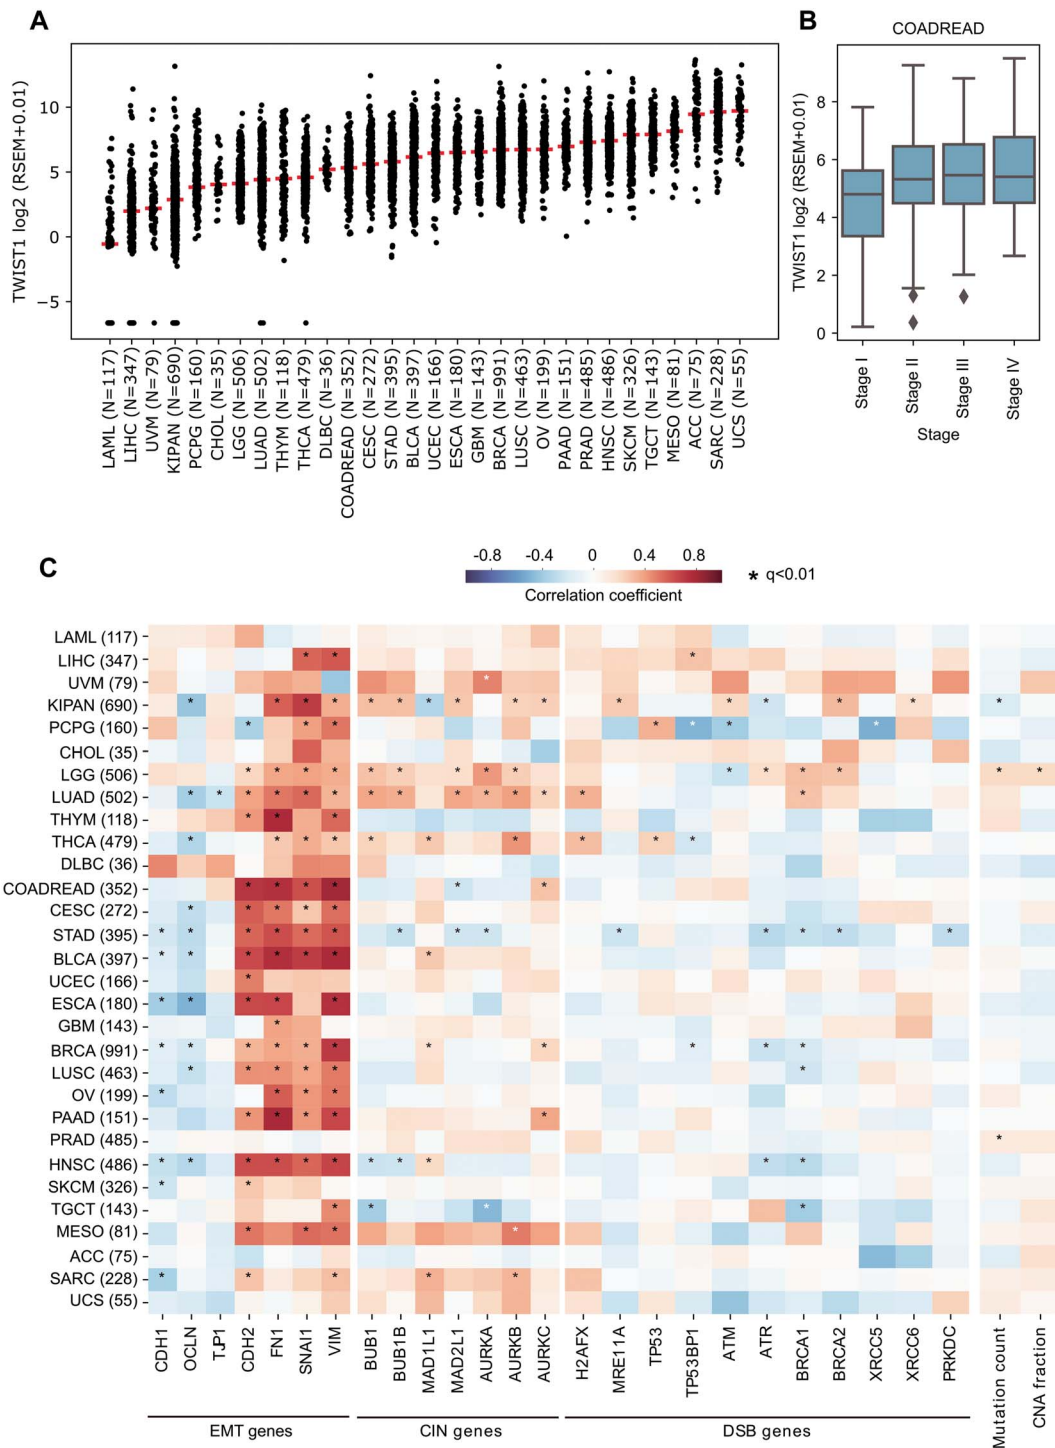 A
TWIST1 log2 (RSEM+0.01)
10
5
0
−5
LAML (N=117)
LIHC (N=347)
UVM (N=79)
KIPAN (N=690)
PCPG (N=160)
CHOL (N=35)
LGG (N=506)
LUAD (N=502)
THYM (N=118)
THCA (N=479)
DLBC (N=36)
COADREAD (N=352)
CESC (N=272)
STAD (N=395)
BLCA (N=397)
UCEC (N=166)
ESCA (N=180)
GBM (N=143)
BRCA (N=991)
LUSC (N=463)
OV (N=199)
PAAD (N=151)
PRAD (N=485)
HNSC (N=486)
SKCM (N=326)
TGCT (N=143)
MESO (N=81)
ACC (N=75)
SARC (N=228)
UCS (N=55)
B
COADREAD
TWIST1 log2 (RSEM+0.01)
8
6
4
2
0
Stage I
Stage II
Stage III
Stage IV
Stage
C
-0.8 -0.4 0 0.4 0.8
Correlation coefficient
* q<0.01
LAML (117)
LIHC (347)
UVM (79)
KIPAN (690)
PCPG (160)
CHOL (35)
LGG (506)
LUAD (502)
THYM (118)
THCA (479)
DLBC (36)
COADREAD (352)
CESC (272)
STAD (395)
BLCA (397)
UCEC (166)
ESCA (180)
GBM (143)
BRCA (991)
LUSC (463)
OV (199)
PAAD (151)
PRAD (485)
HNSC (486)
SKCM (326)
TGCT (143)
MESO (81)
ACC (75)
SARC (228)
UCS (55)
CDH1
OCLN
TJP1
CDH2
FN1
SNAI1
VIM
BUB1
BUB1B
MAD1L1
MAD2L1
AURKA
AURKB
AURKC
H2AFX
MRE11A
TP53
TP53BP1
ATM
ATR
BRCA1
BRCA2
XRCC5
XRCC6
PRKDC
Mutation count
CNA fraction
EMT genes
CIN genes
DSB genes